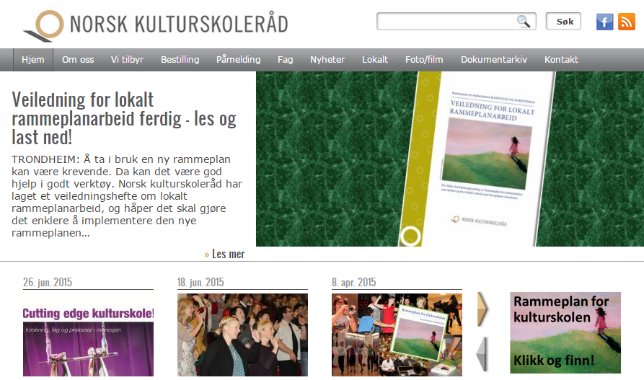 NORSK KULTURSKOLERÅD
Søk
Hjem Om oss Vi tilbyr Bestilling Påmelding Fag Nyheter Lokalt Foto/film Dokumentarkiv Kontakt
Veiledning for lokalt
rammeplanarbeid ferdig - les og
last ned!
TRONDHEIM: Å ta i bruk en ny rammeplan
kan være krevende. Da kan det være god
hjelp i godt verktøy. Norsk kulturskoleråd har
laget et veiledningshefte om lokalt
rammeplanarbeid, og håper det skal gjøre
det enklere å implementere den nye
rammeplanen...
» Les mer
VEILEDNING FOR LOKALT
RAMMEPLANARBEID
NORSK KULTURSKOLERÅD
26. jun. 2015
18. jun. 2015
8. apr. 2015
Cutting edge kulturskole!
Rammeplan for kulturskolen
Rammeplan for
kulturskolen
Klikk og finn!